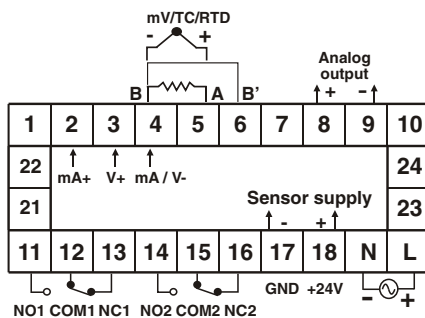 mV/TC/RTD
- +
Analog
output
B A B'
+ -
1 2 3 4 5 6 7 8 9 10
22 24
mA+ V+ mA / V-
21 Sensor supply 23
- +
11 12 13 14 15 16 17 18 N L
GND +24V - +
NO1 COM1 NC1 NO2 COM2 NC2